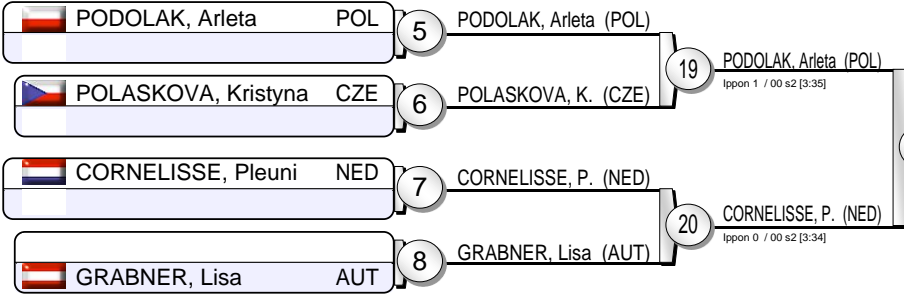 PODOLAK, Arleta POL
5
PODOLAK, Arleta (POL)
19
PODOLAK, Arleta (POL)
Ippon 1 / 00 s2 [3:35]
POLASKOVA, Kristyna CZE
6
POLASKOVA, K. (CZE)
CORNELISSE, Pleuni NED
7
CORNELISSE, P. (NED)
20
CORNELISSE, P. (NED)
Ippon 0 / 00 s2 [3:34]
GRABNER, Lisa AUT
8
GRABNER, Lisa (AUT)